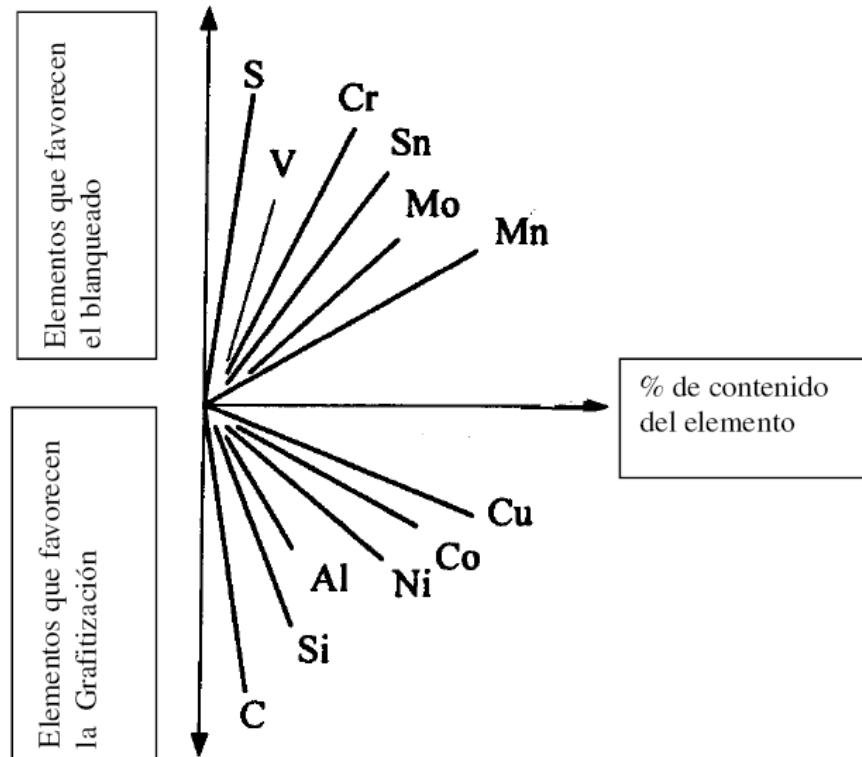 Elementos que favorecen
el blanqueado
S
Cr
V
Sn
Mo
Mn
% de contenido
del elemento
Elementos que favorecen
la Grafitización
Cu
Co
Al
Ni
Si
C